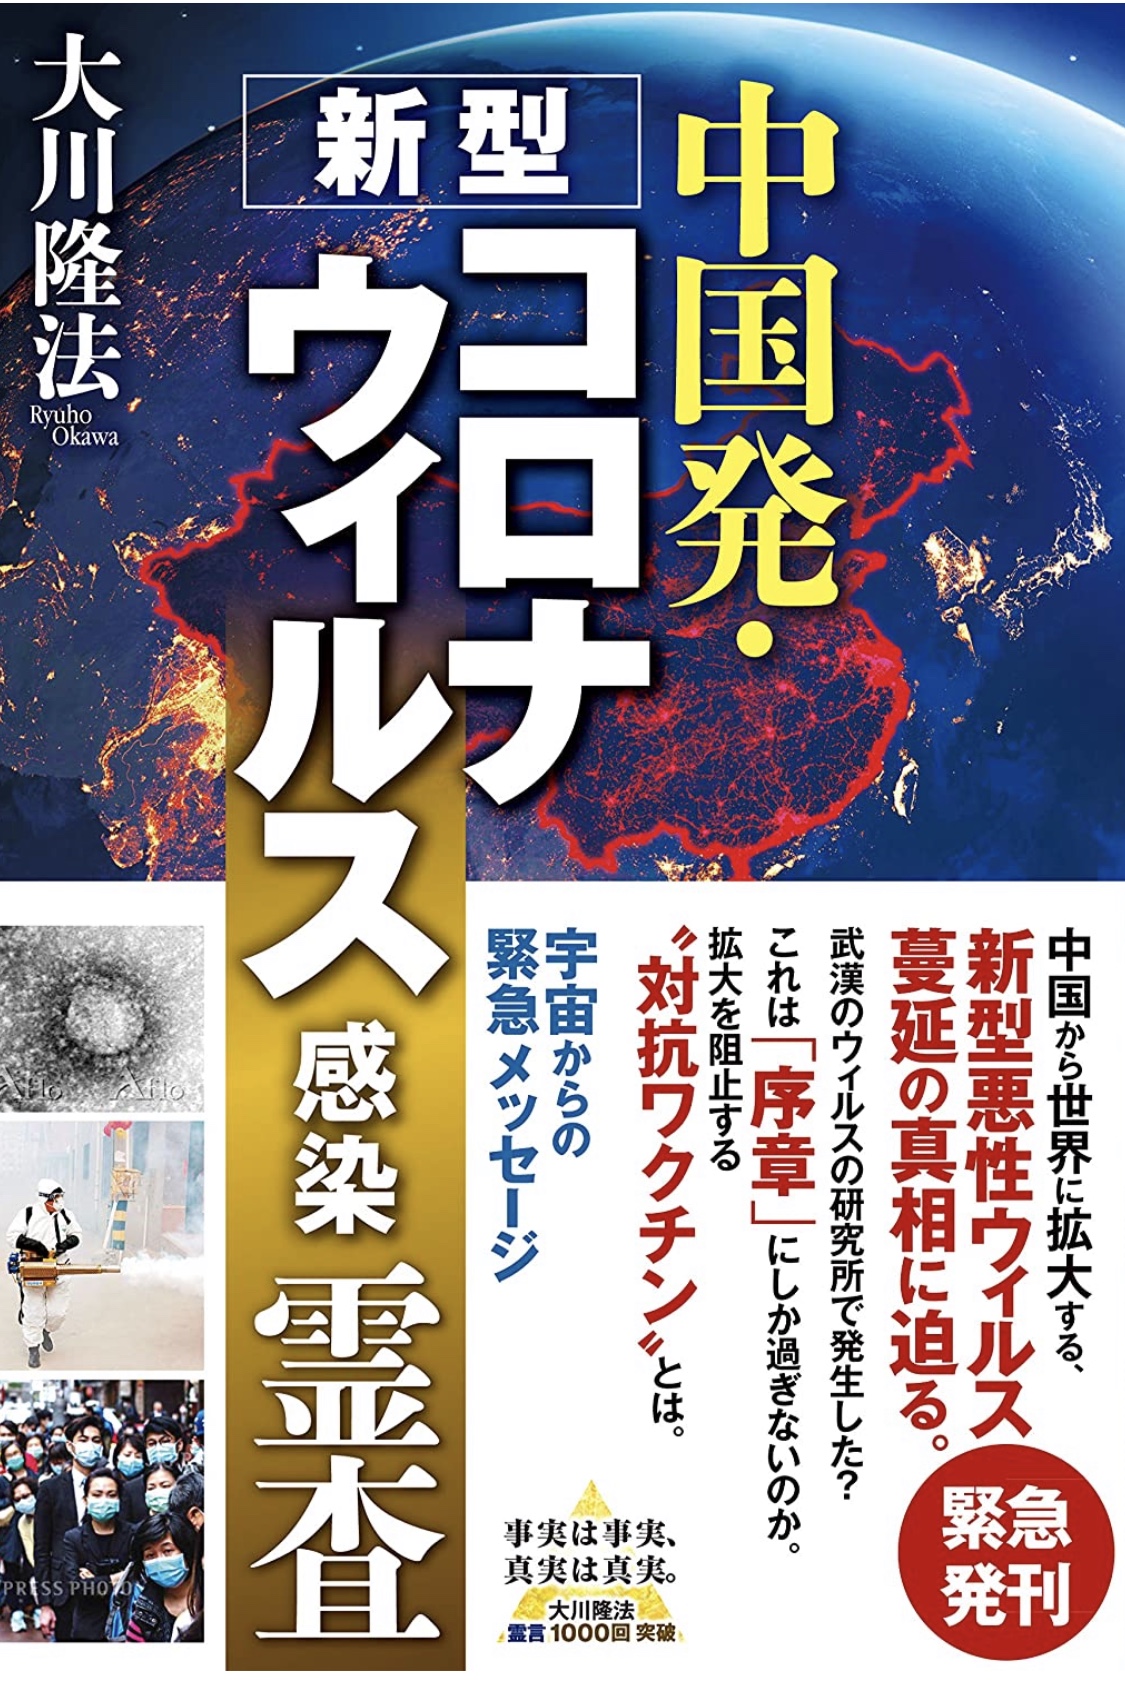 中国発・
新型
コロナ
ウィルス感染霊査
大川隆法
Ryuho
Okawa
中国から世界に拡大する、
新型悪性ウィルス
蔓延の真相に迫る。
武漢のウィルスの研究所で発生した?
これは「序章」にしか過ぎないのか。
拡大を阻止する
〝対抗ワクチン〟とは。
宇宙からの
緊急メッセージ
緊急
発刊
事実は事実、
真実は真実。
大川隆法
霊言1000回突破
Aflo Aflo
PRESS PHOTO